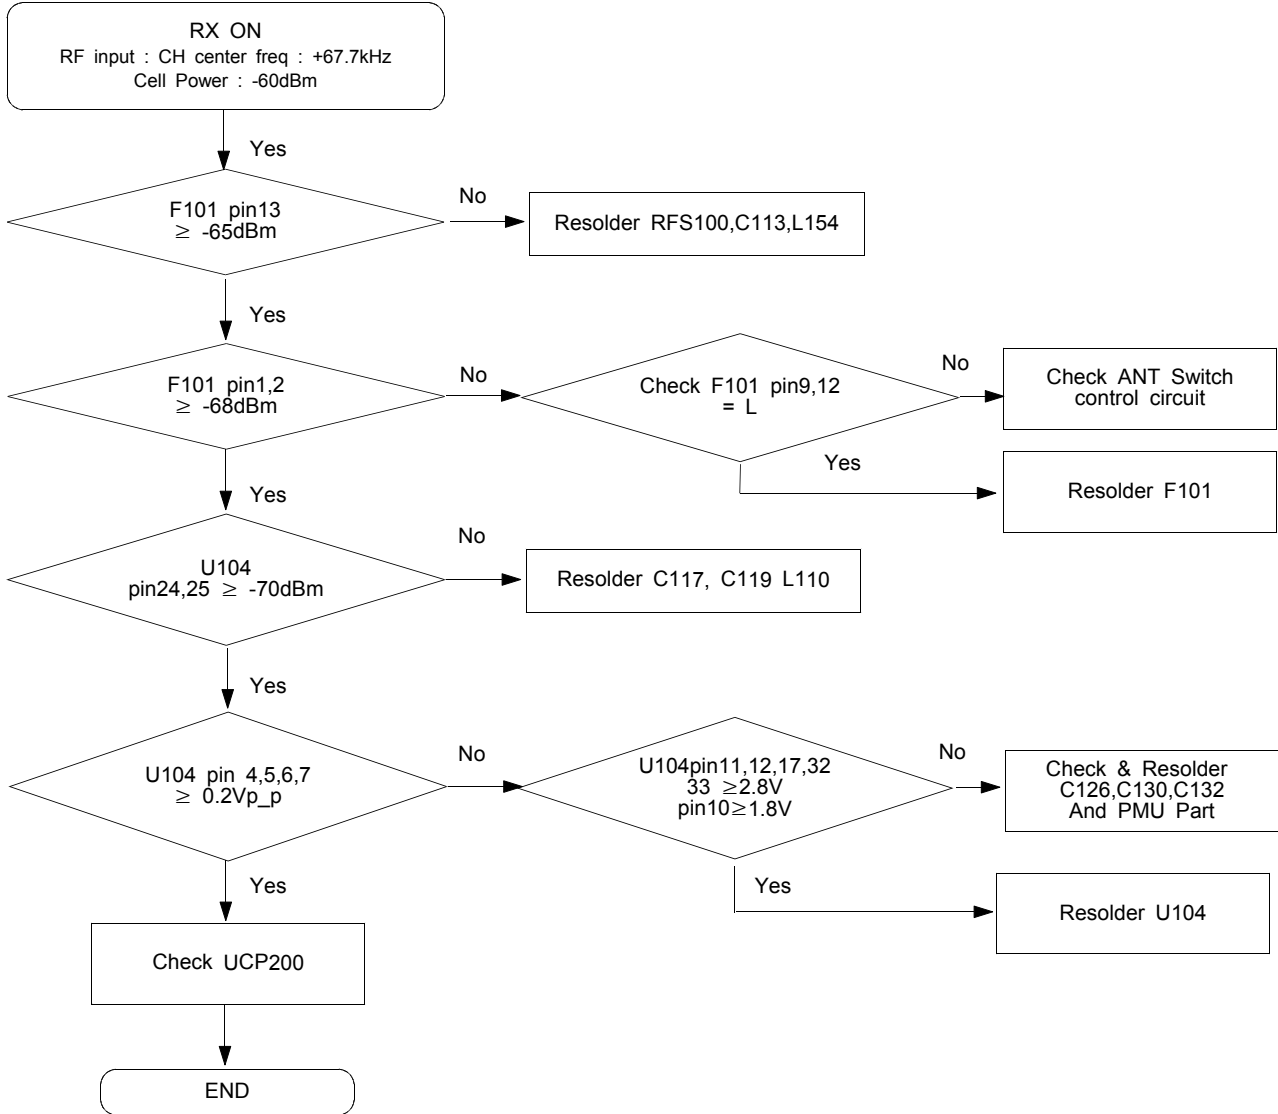 RX ON
RF input : CH center freq : +67.7kHz
Cell Power : -60dBm
Yes
F101 pin13
≥ -65dBm
No
Resolder RFS100,C113,L154
Yes
F101 pin1,2
≥ -68dBm
No
Check F101 pin9,12
= L
No
Check ANT Switch
control circuit
Yes
Resolder F101
Yes
U104
pin24,25 ≥ -70dBm
No
Resolder C117, C119 L110
Yes
U104 pin 4,5,6,7
≥ 0.2Vp_p
No
U104pin11,12,17,32
33 ≥2.8V
pin10≥1.8V
No
Check & Resolder
C126,C130,C132
And PMU Part
Yes
Resolder U104
Yes
Check UCP200
END